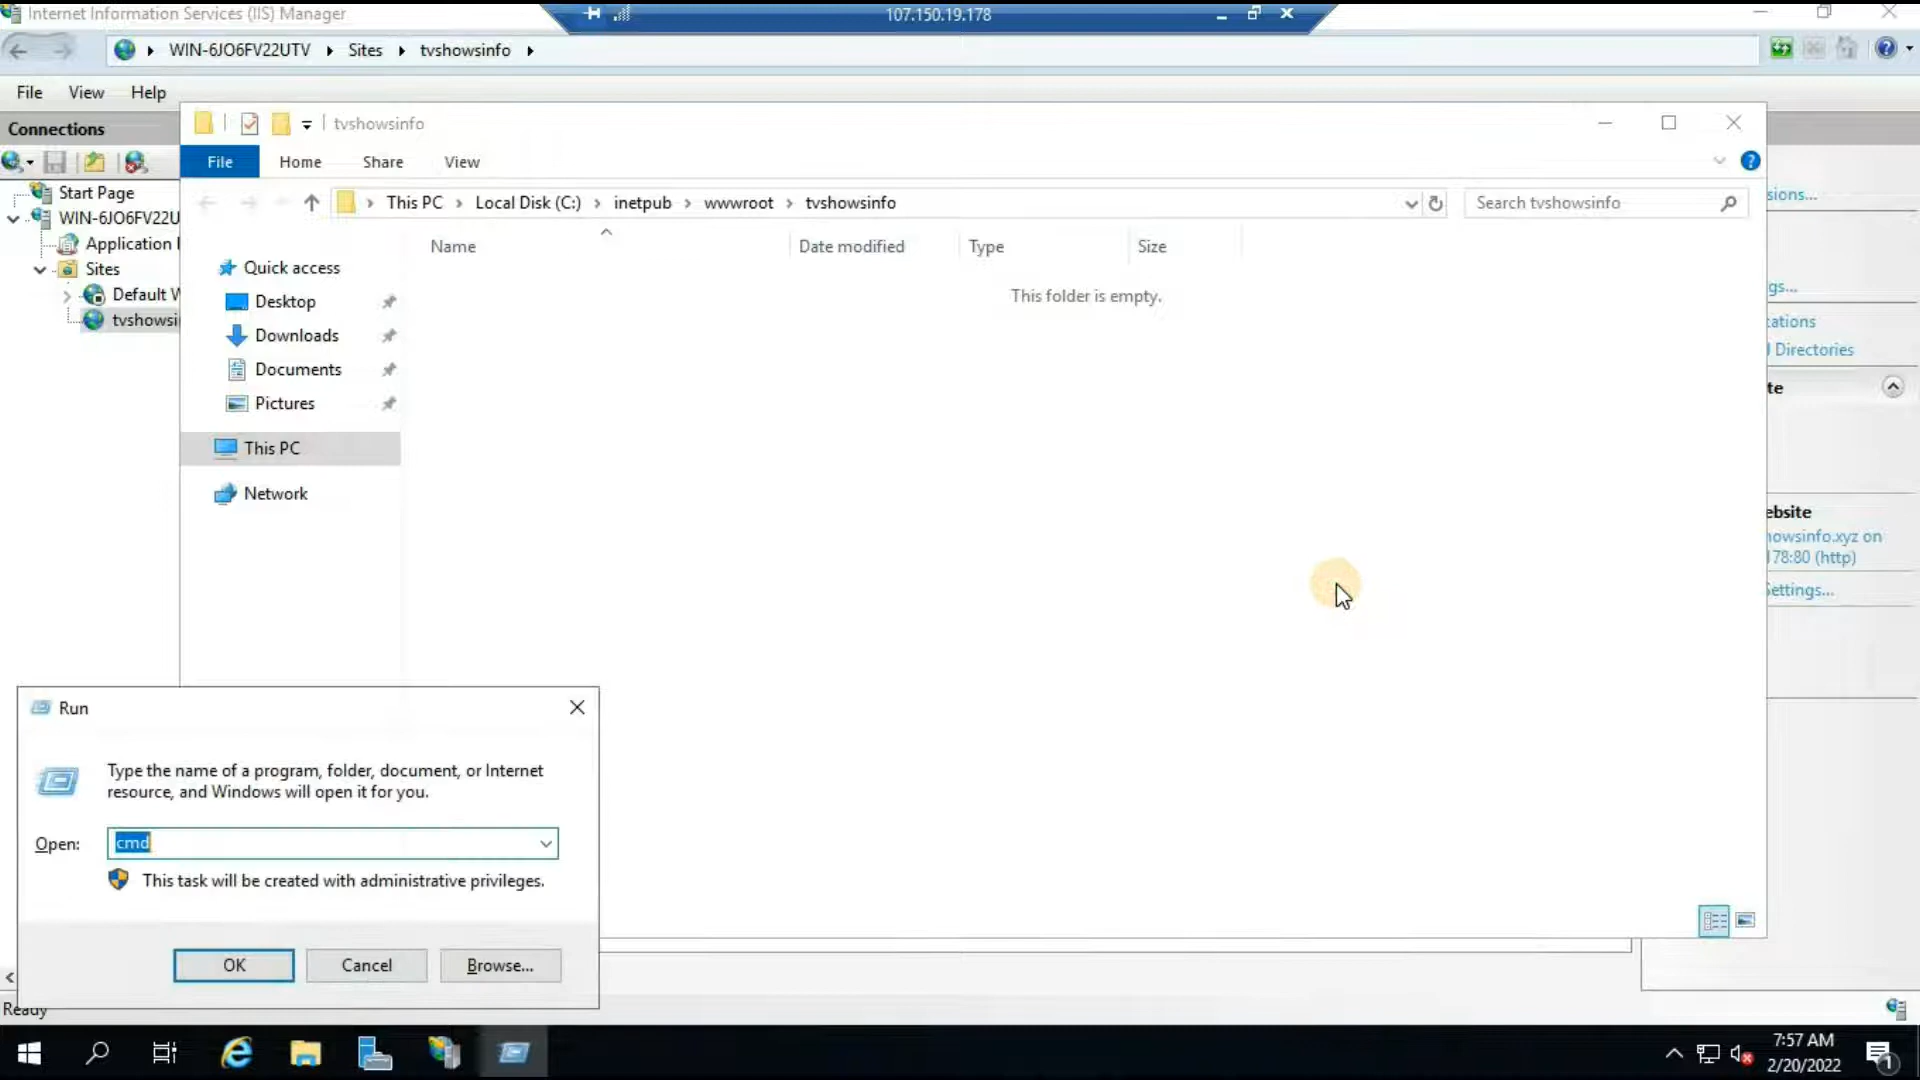 Internet Information Services (IIS) Manager
107.150.19.178
WIN-6JO6FV22UTV
Sites
tvshowsinfo
File
View
Help
Connections
Start Page
WIN-6JO6FV22U
Application
Sites
Default W
tvshowsi
tvshowsinfo
File
Home
Share
View
This PC
Local Disk (C:)
inetpub
wwwroot
tvshowsinfo
Search tvshowsinfo
Name
Date modified
Type
Size
This folder is empty.
Quick access
Desktop
Downloads
Documents
Pictures
This PC
Network
sions...
gs...
cations
l Directories
te
ebsite
howsinfo.xyz on
178:80 (http)
Settings...
Run
Type the name of a program, folder, document, or Internet
resource, and Windows will open it for you.
Open:
cmd
This task will be created with administrative privileges.
OK
Cancel
Browse...
Ready
7:57 AM
2/20/2022
1